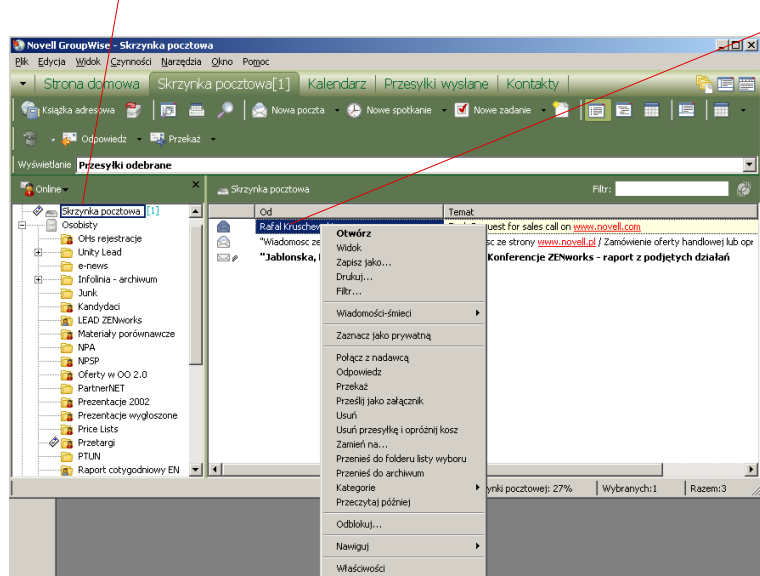 Novell GroupWise - Skrzynka pocztowa
Plik Edycja Widok Czynności Narzędzia Okno Pomoc
Strona domowa Skrzynka pocztowa[1] Kalendarz Przesyłki wysłane Kontakty
Książka adresowa Nowa poczta Nowe spotkanie Nowe zadanie
Odpowiedz Przekaż
Wyświetlanie Przesyłki odebrane
Online Skrzynka pocztowa Filtr:
Skrzynka pocztowa [1]
Osobisty
OHs rejestracje
Unity Lead
e-news
Infolinia - archiwum
Junk
Kandydaci
LEAD ZENworks
Materiały porównawcze
NPA
NPSP
Oferty w OO 2.0
PartnerNET
Prezentacje 2002
Prezentacje wygłoszone
Price Lists
Przetargi
PTUN
Raport cotygodniowy EN
Od Temat
Rafal Kruschew uest for sales call on www.novell.com
"Wiadomosc ze sc ze strony www.novell.pl / Zamówienie oferty handlowej lub opr
"Jablonska, Konferencje ZENworks - raport z podjętych działań
Otwórz
Widok
Zapisz jako...
Drukuj...
Filtr...
Wiadomości-śmieci
Zaznacz jako prywatną
Połącz z nadawcą
Odpowiedz
Przekaż
Prześlij jako załącznik
Usuń
Usuń przesyłkę i opróżnij kosz
Zamień na...
Przenieś do folderu listy wyboru
Przenieś do archiwum
Kategorie
Przeczytaj później
Odblokuj...
Nawiguj
Właściwości
ynki pocztowej: 27% Wybranych:1 Razem:3